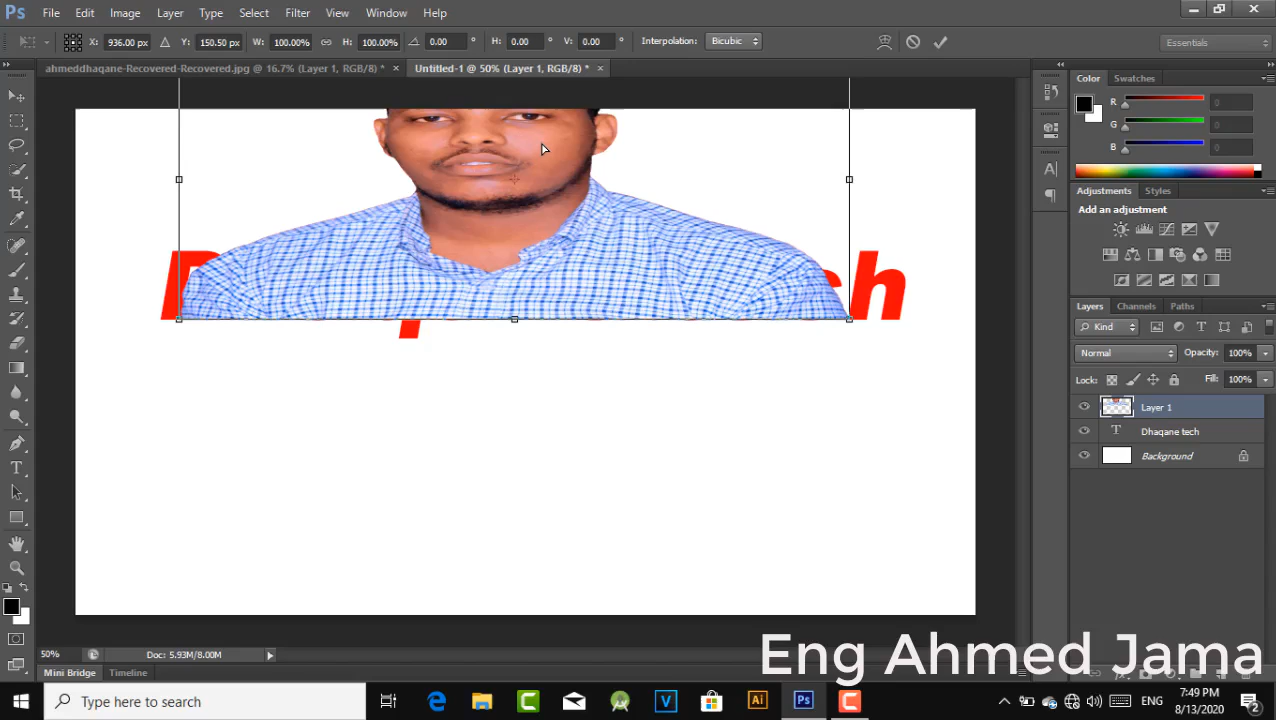 Ps File Edit Image Layer Type Select Filter View Window Help
X: 936.00 px Y: 150.50 px W: 100.00% H: 100.00% 0.00 ° H: 0.00 ° V: 0.00 ° Interpolation: Bicubic Essentials
ahmeddhaqane-Recovered-Recovered.jpg @ 16.7% (Layer 1, RGB/8) * × Untitled-1 @ 50% (Layer 1, RGB/8) * ×
Color Swatches
R 0
G 0
B 0
Adjustments Styles
Add an adjustment
Layers Channels Paths
Kind
Normal Opacity: 100%
Lock: Fill: 100%
Layer 1
T Dhaqane tech
Background
50% Doc: 5.93M/8.00M
Mini Bridge Timeline
Eng Ahmed Jama
Type here to search
ENG
7:49 PM
8/13/2020
2